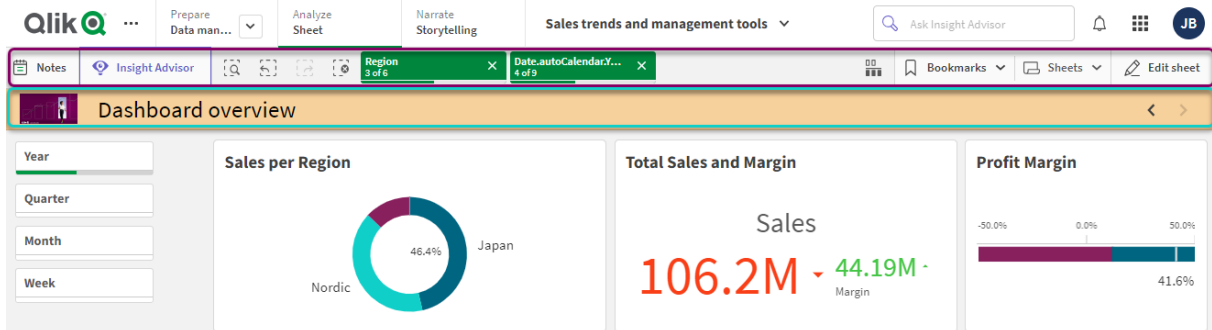 Qlik
Prepare
Data man...
Analyze
Sheet
Narrate
Storytelling
Sales trends and management tools
Ask Insight Advisor
JB
Notes
Insight Advisor
Region
3 of 6
Date.autoCalendar.Y...
4 of 9
Bookmarks
Sheets
Edit sheet
Dashboard overview
Year
Quarter
Month
Week
Sales per Region
46.4%
Japan
Nordic
Total Sales and Margin
Sales
106.2M
44.19M
Margin
Profit Margin
-50.0% 0.0% 50.0%
41.6%